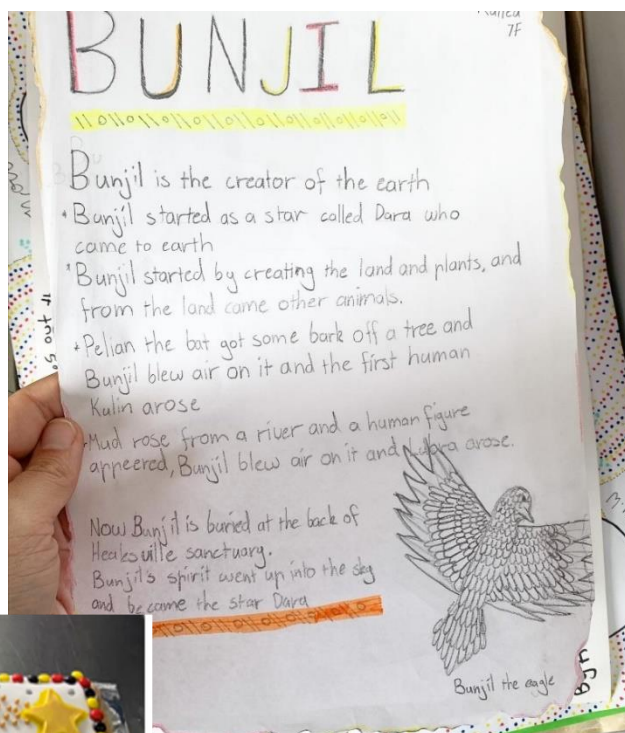 7F
BUNJIL
Bunjil is the creator of the earth
Bunjil started as a star called Dara who
came to earth
Bunjil started by creating the land and plants, and
from the land came other animals.
Pelian the bat got some bark off a tree and
Bunjil blew air on it and the first human
Kulin arose
Mud rose from a river and a human figure
appeered, Bunjil blew air on it and arose.
Now Bunjil is buried at the back of
Healesville sanctuary.
Bunjil's spirit went up into the sky
and became the star Dara
Bunjil the eagle